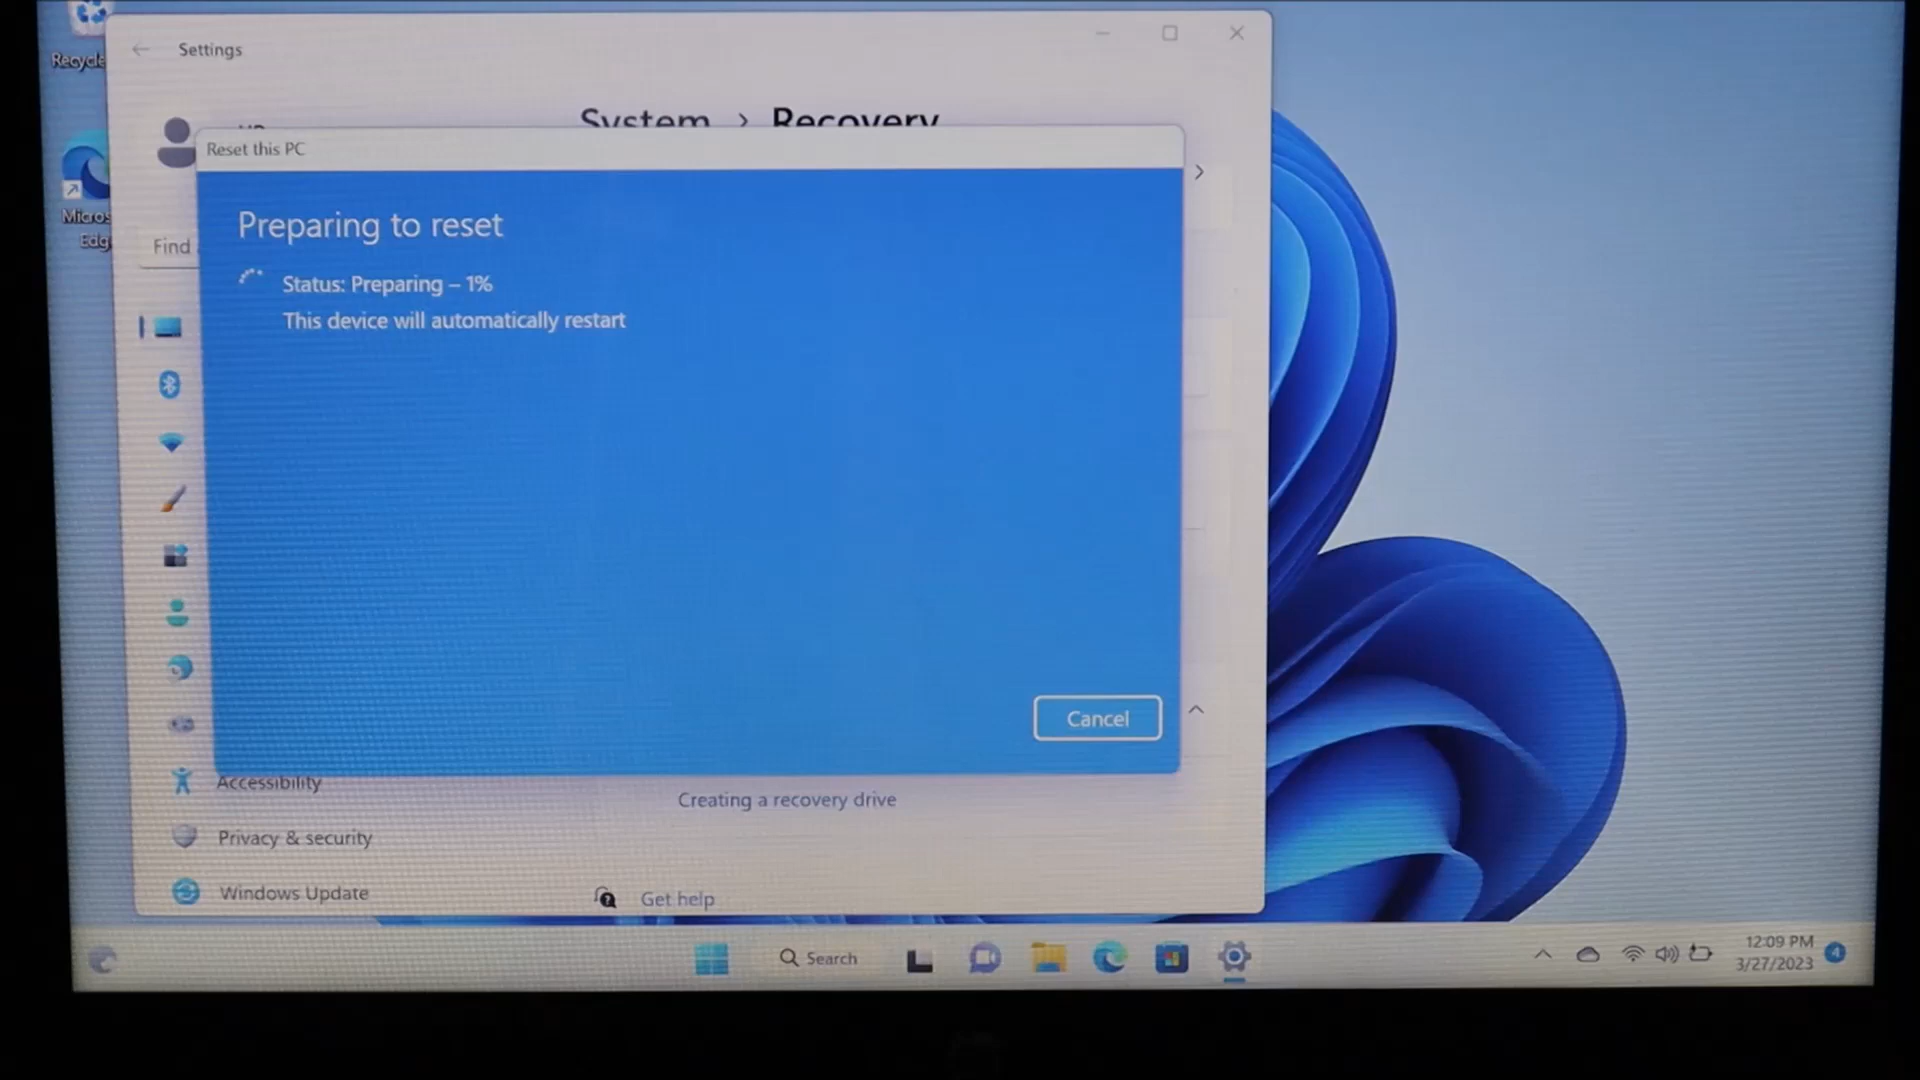 Recycle
Settings
System > Recovery
Reset this PC
Micros
Edg
Find
Preparing to reset
Status: Preparing – 1%
This device will automatically restart
Cancel
Accessibility
Creating a recovery drive
Privacy & security
Windows Update
Get help
Search
12:09 PM
3/27/2023
4